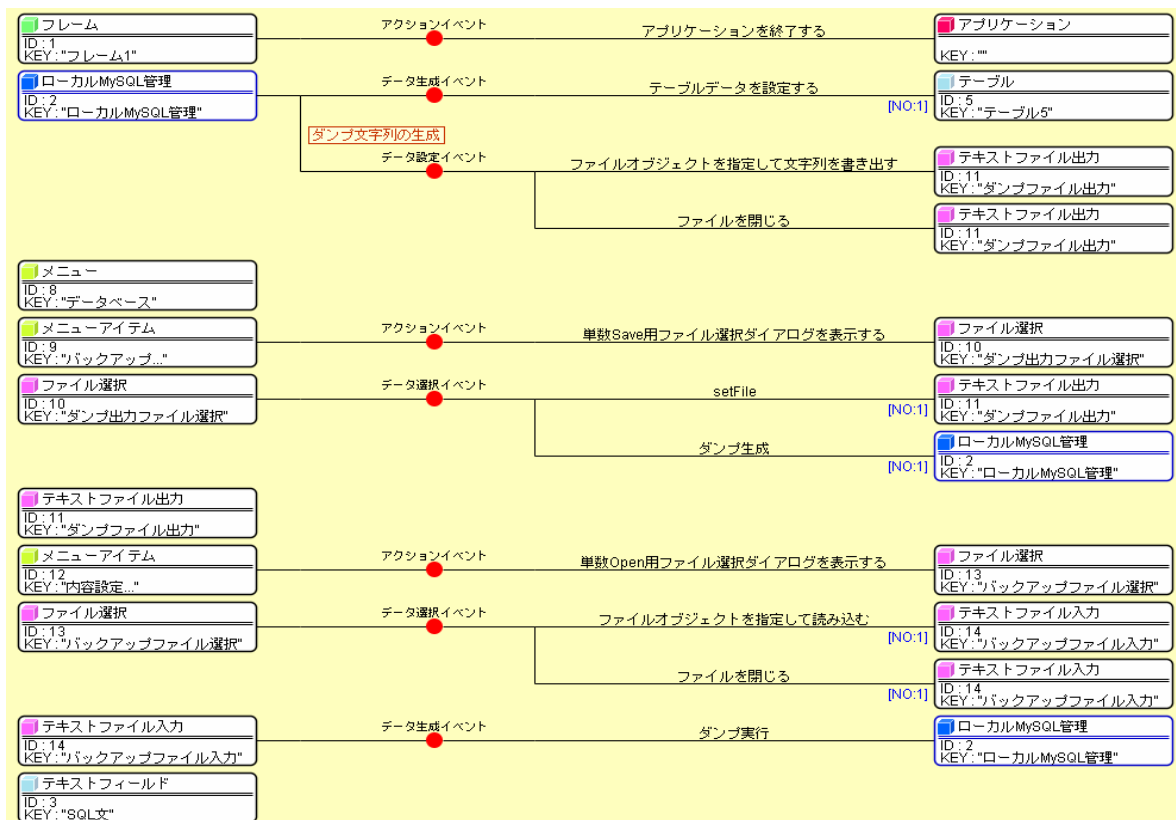 フレーム
ID : 1
KEY : "フレーム1"
アクションイベント
アプリケーションを終了する
アプリケーション
KEY : ""
ローカルMySQL管理
ID : 2
KEY : "ローカルMySQL管理"
データ生成イベント
テーブルデータを設定する
[NO:1]
テーブル
ID : 5
KEY : "テーブル5"
ダンプ文字列の生成
データ設定イベント
ファイルオブジェクトを指定して文字列を書き出す
テキストファイル出力
ID : 11
KEY : "ダンプファイル出力"
ファイルを閉じる
テキストファイル出力
ID : 11
KEY : "ダンプファイル出力"
メニュー
ID : 8
KEY : "データベース"
メニューアイテム
ID : 9
KEY : "バックアップ..."
アクションイベント
単数Save用ファイル選択ダイアログを表示する
ファイル選択
ID : 10
KEY : "ダンプ出力ファイル選択"
ファイル選択
ID : 10
KEY : "ダンプ出力ファイル選択"
データ選択イベント
setFile
[NO:1]
テキストファイル出力
ID : 11
KEY : "ダンプファイル出力"
ダンプ生成
[NO:1]
ローカルMySQL管理
ID : 2
KEY : "ローカルMySQL管理"
テキストファイル出力
ID : 11
KEY : "ダンプファイル出力"
メニューアイテム
ID : 12
KEY : "内容設定..."
アクションイベント
単数Open用ファイル選択ダイアログを表示する
ファイル選択
ID : 13
KEY : "バックアップファイル選択"
ファイル選択
ID : 13
KEY : "バックアップファイル選択"
データ選択イベント
ファイルオブジェクトを指定して読み込む
[NO:1]
テキストファイル入力
ID : 14
KEY : "バックアップファイル入力"
ファイルを閉じる
[NO:1]
テキストファイル入力
ID : 14
KEY : "バックアップファイル入力"
テキストファイル入力
ID : 14
KEY : "バックアップファイル入力"
データ生成イベント
ダンプ実行
ローカルMySQL管理
ID : 2
KEY : "ローカルMySQL管理"
テキストフィールド
ID : 3
KEY : "SQL文"